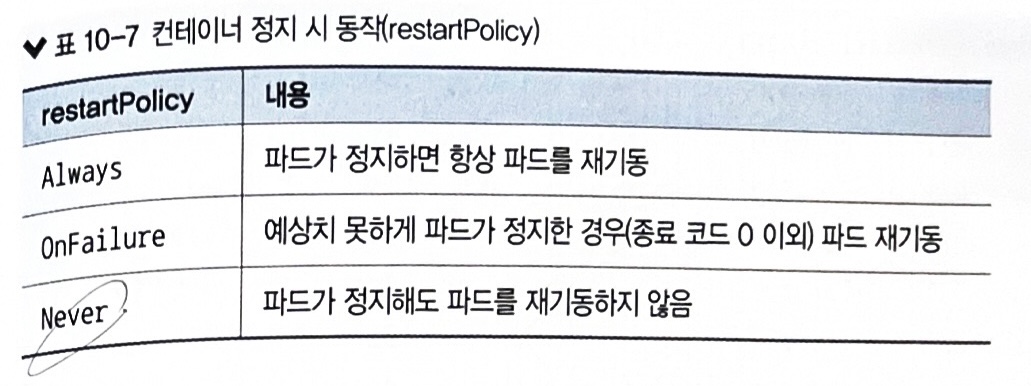 ✔ 표 10-7 컨테이너 정지 시 동작(restartPolicy)
restartPolicy 내용
Always 파드가 정지하면 항상 파드를 재기동
OnFailure 예상치 못하게 파드가 정지한 경우(종료 코드 0 이외) 파드 재기동
Never 파드가 정지해도 파드를 재기동하지 않음